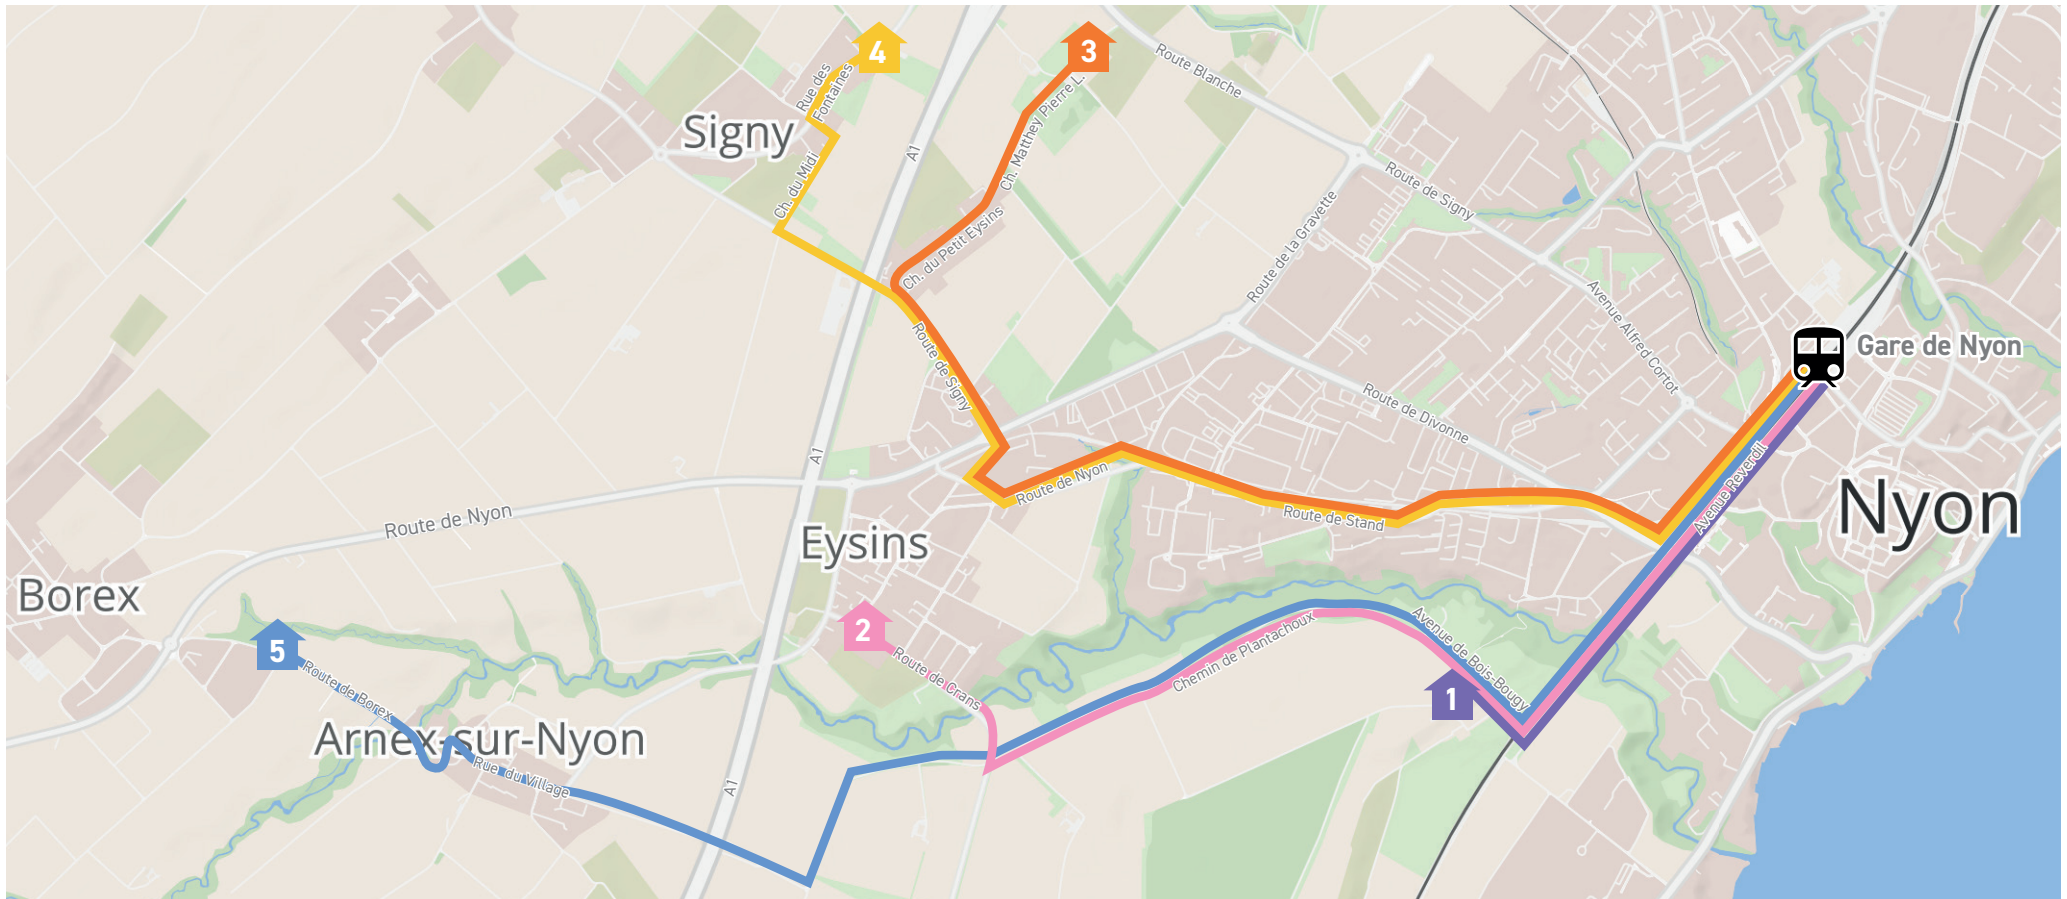 4
3
Route Blanche
Rue des
Fontaines
Signy
A1
Ch. Matthey Pierre L.
Ch. du Midi
Route de Signy
Ch. du Petit Eysins
Route de la Gravette
Avenue Alfred Cortot
Gare de Nyon
Route de Signy
Route de Divonne
A1
Route de Nyon
Avenue Reverdil
Nyon
Route de Nyon
Route de Stand
Eysins
Borex
2
5
Route de Crans
Chemin de Plantachoux
Avenue de Bois-Bougy
Route de Borex
1
Arnex-sur-Nyon
Rue du Village
A1